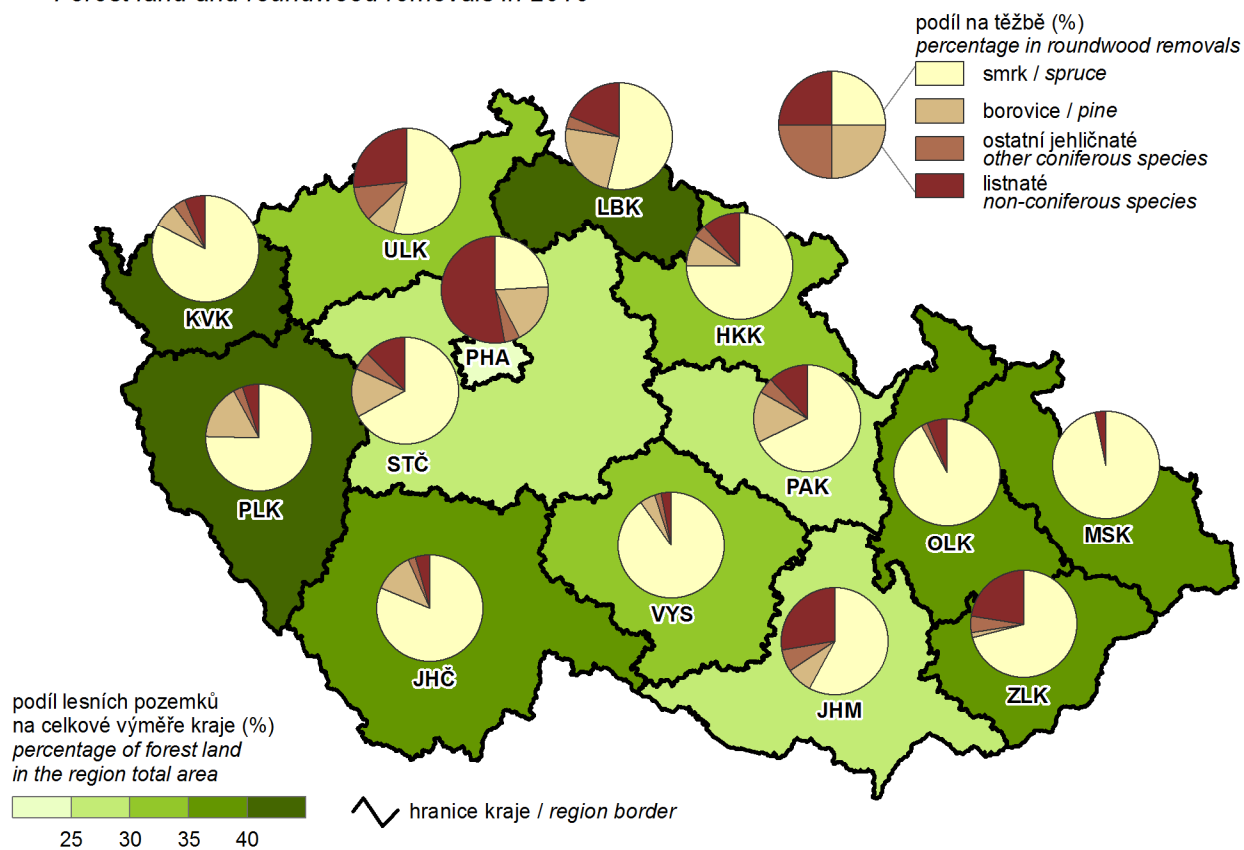 podíl na těžbě (%)
percentage in roundwood removals
smrk / spruce
borovice / pine
ostatní jehličnaté
other coniferous species
listnaté
non-coniferous species
LBK
ULK
KVK
HKK
PHA
STČ
PAK
PLK
OLK
MSK
VYS
JHČ
JHM
ZLK
podíl lesních pozemků
na celkové výměře kraje (%)
percentage of forest land
in the region total area
25 30 35 40
hranice kraje / region border